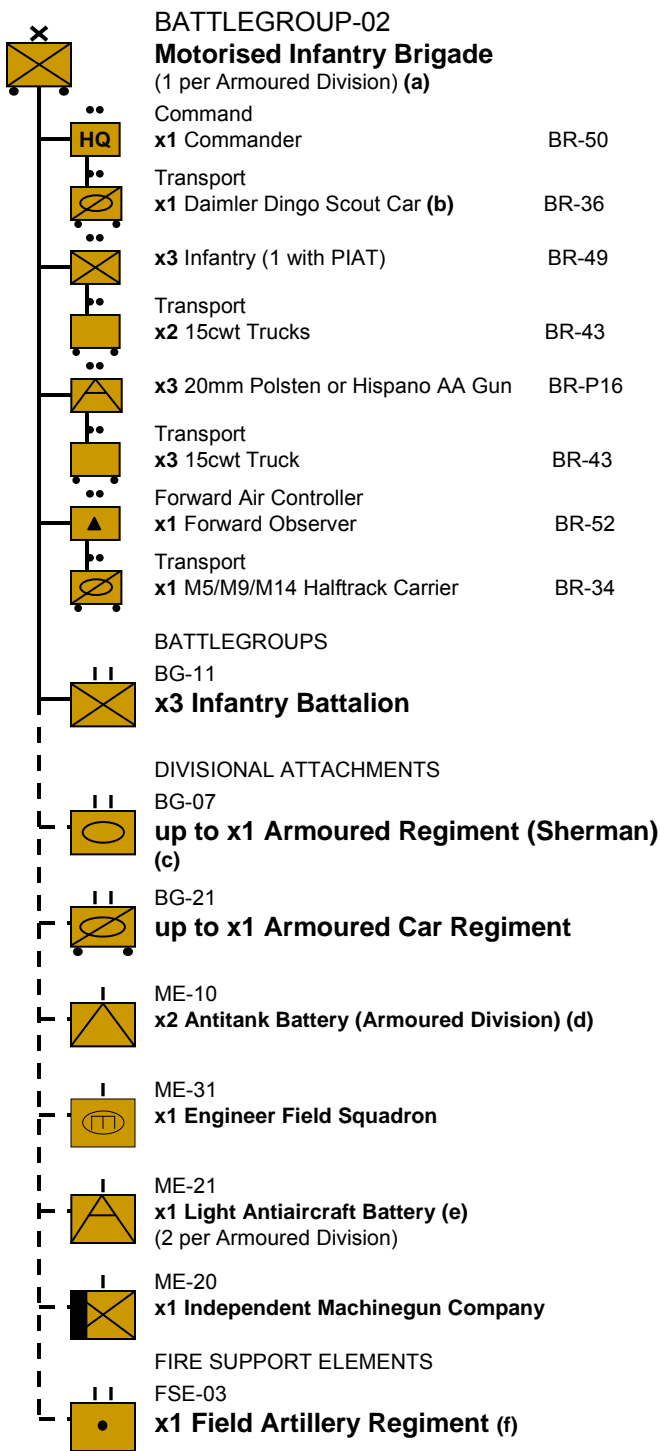 BATTLEGROUP-02
Motorised Infantry Brigade
(1 per Armoured Division) (a)
Command
HQ x1 Commander BR-50
Transport
x1 Daimler Dingo Scout Car (b) BR-36
x3 Infantry (1 with PIAT) BR-49
Transport
x2 15cwt Trucks BR-43
x3 20mm Polsten or Hispano AA Gun BR-P16
Transport
x3 15cwt Truck BR-43
Forward Air Controller
x1 Forward Observer BR-52
Transport
x1 M5/M9/M14 Halftrack Carrier BR-34
BATTLEGROUPS
BG-11
x3 Infantry Battalion
DIVISIONAL ATTACHMENTS
BG-07
up to x1 Armoured Regiment (Sherman)
(c)
BG-21
up to x1 Armoured Car Regiment
ME-10
x2 Antitank Battery (Armoured Division) (d)
ME-31
x1 Engineer Field Squadron
ME-21
x1 Light Antiaircraft Battery (e)
(2 per Armoured Division)
ME-20
x1 Independent Machinegun Company
FIRE SUPPORT ELEMENTS
FSE-03
x1 Field Artillery Regiment (f)